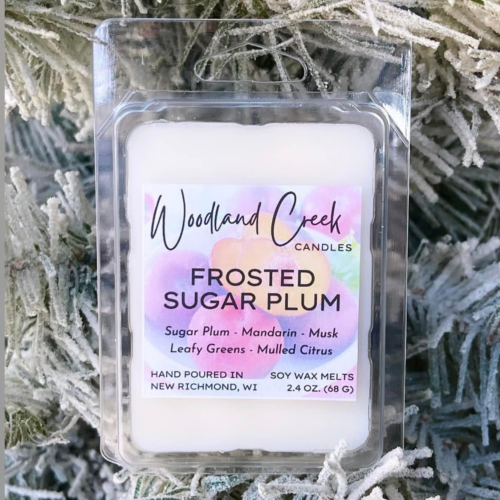 Woodland Creek
CANDLES
FROSTED
SUGAR PLUM
Sugar Plum - Mandarin - Musk
Leafy Greens - Mulled Citrus
HAND POURED IN SOY WAX MELTS
NEW RICHMOND, WI 2.4 OZ. (68 G)